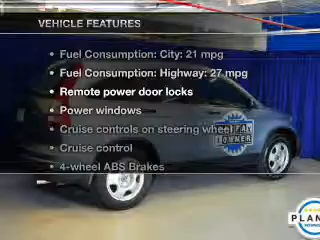 VEHICLE FEATURES
• Fuel Consumption: City: 21 mpg
• Fuel Consumption: Highway: 27 mpg
• Remote power door locks
• Power windows
• Cruise controls on steering wheel
• Cruise control
• 4-wheel ABS Brakes
OWNER
PLAN